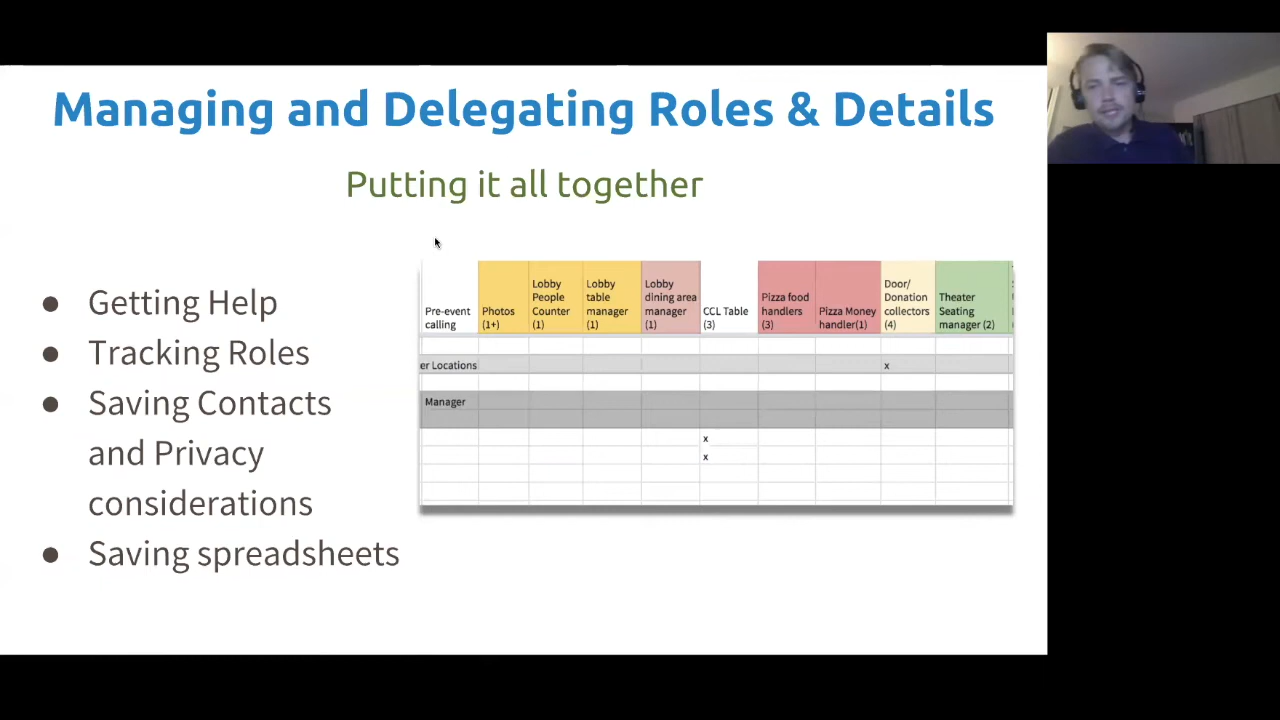 Managing and Delegating Roles & Details
Putting it all together
● Getting Help
● Tracking Roles
● Saving Contacts
and Privacy
considerations
● Saving spreadsheets
Pre-event
calling
Photos
(1+)
Lobby
People
Counter
(1)
Lobby
table
manager
(1)
Lobby
dining area
manager
(1)
CCL Table
(3)
Pizza food
handlers
(3)
Pizza Money
handler(1)
Door/
Donation
collectors
(4)
Theater
Seating
manager (2)
er Locations
x
Manager
x
x